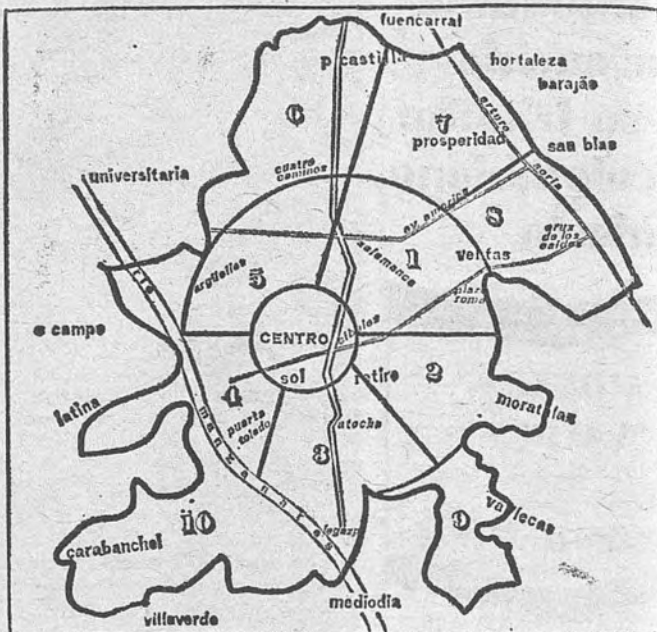 fuencarral
p castilla
hortaleza
barajas
6
7
arturo
prosperidad
san blas
soria
cuatro
caminos
universitaria
av. america
8
cruz
de los
caidos
salamanca
1
ventas
argüelles
5
plaza
roma
rio
c campo
CENTRO
cibeles
sol
retiro
2
4
latina
manzanares
puerta
toledo
atocha
moratalaz
3
9
vallecas
10
legazpi
carabanchel
mediodia
villaverde